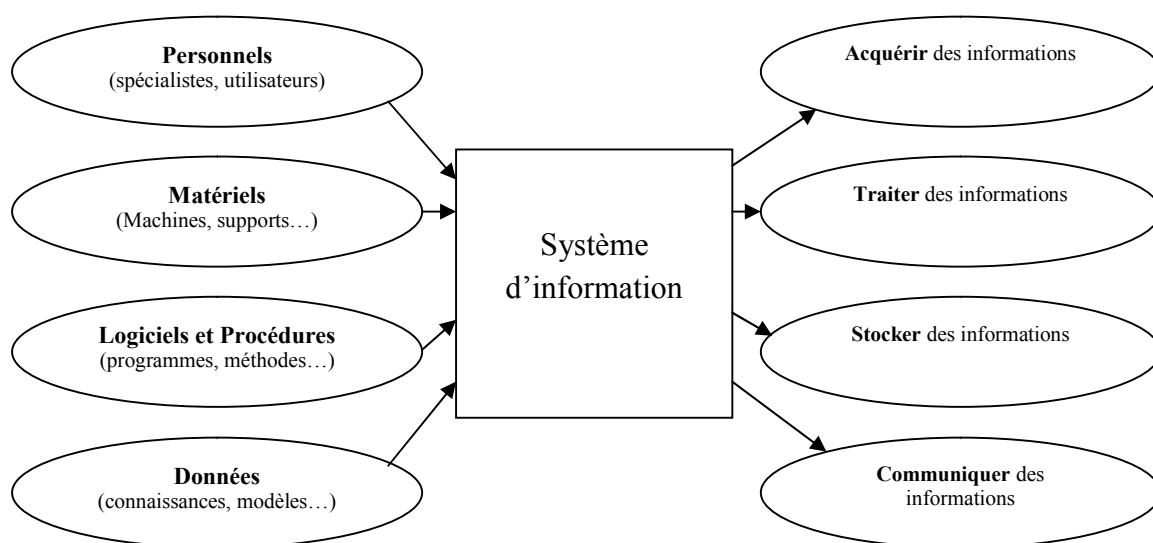 Personnels
(spécialistes, utilisateurs)
Matériels
(Machines, supports…)
Logiciels et Procédures
(programmes, méthodes…)
Données
(connaissances, modèles…)
Système
d’information
Acquérir des informations
Traiter des informations
Stocker des informations
Communiquer des
informations